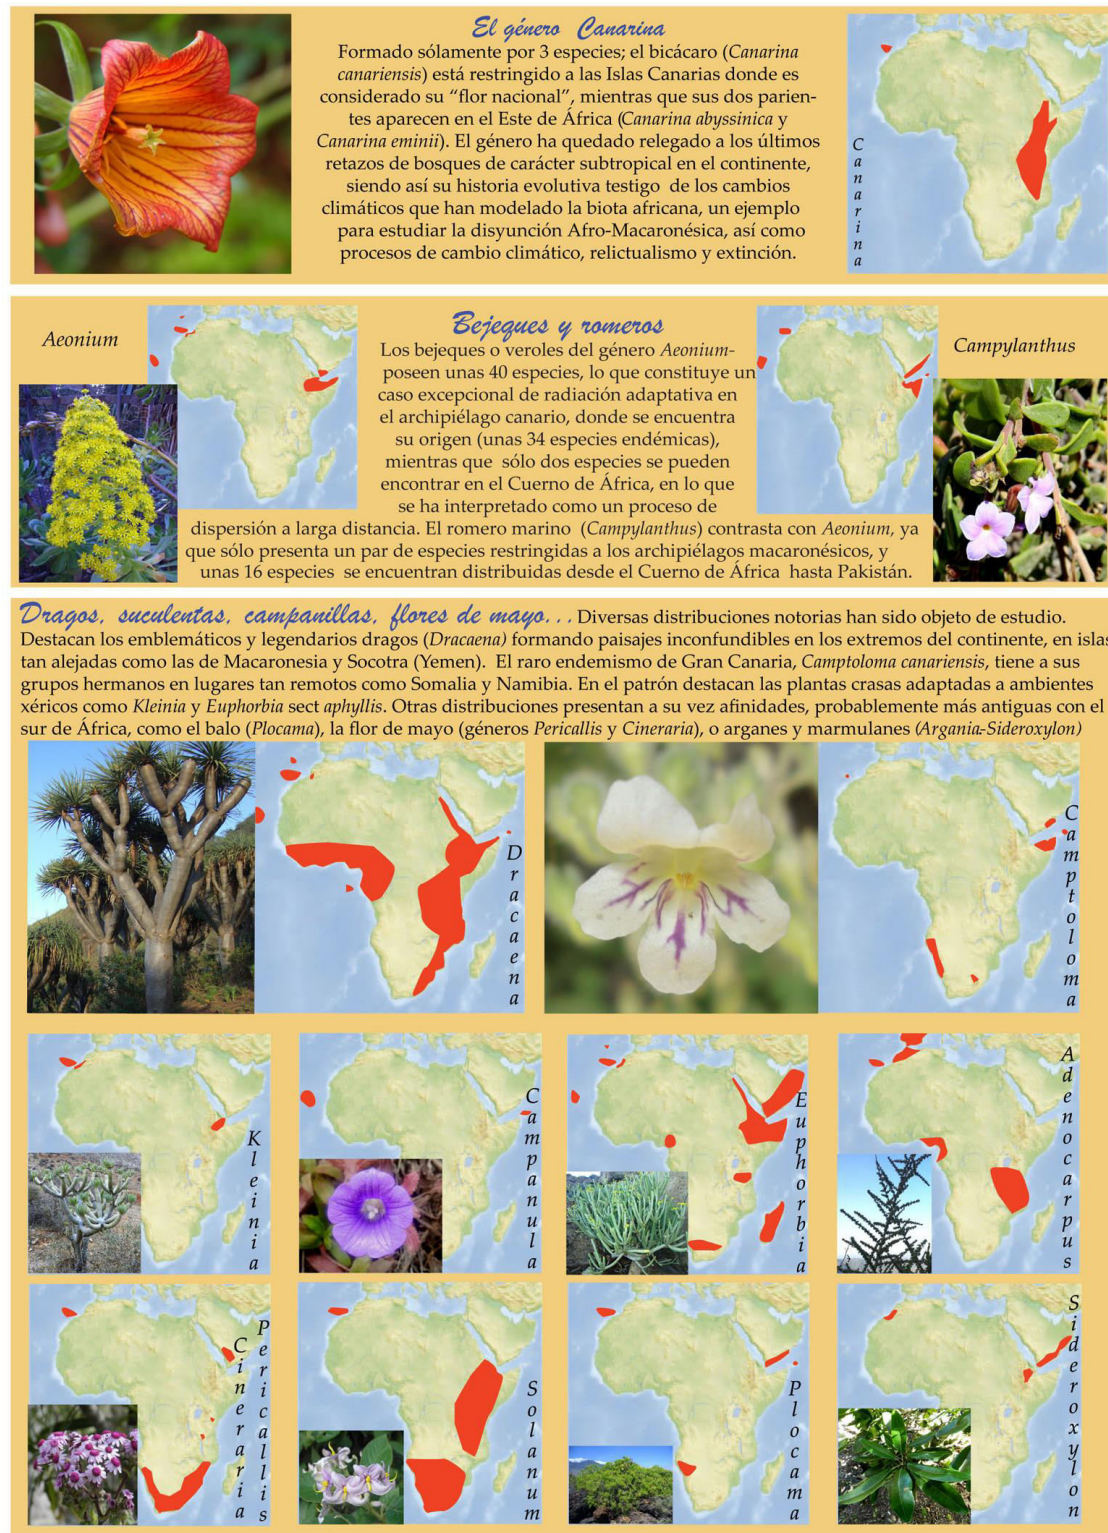 El género Canarina
Formado sólamente por 3 especies; el bicácaro (Canarina
canariensis) está restringido a las Islas Canarias donde es
considerado su “flor nacional”, mientras que sus dos parien-
tes aparecen en el Este de África (Canarina abyssinica y
Canarina eminii). El género ha quedado relegado a los últimos
retazos de bosques de carácter subtropical en el continente,
siendo así su historia evolutiva testigo de los cambios
climáticos que han modelado la biota africana, un ejemplo
para estudiar la disyunción Afro-Macaronésica, así como
procesos de cambio climático, relictualismo y extinción.
Canarina
Aeonium
Bejeques y romeros
Los bejeques o veroles del género Aeonium-
poseen unas 40 especies, lo que constituye un
caso excepcional de radiación adaptativa en
el archipiélago canario, donde se encuentra
su origen (unas 34 especies endémicas),
mientras que sólo dos especies se pueden
encontrar en el Cuerno de África, en lo que
se ha interpretado como un proceso de
dispersión a larga distancia. El romero marino (Campylanthus) contrasta con Aeonium, ya
que sólo presenta un par de especies restringidas a los archipiélagos macaronésicos, y
unas 16 especies se encuentran distribuidas desde el Cuerno de África hasta Pakistán.
Campylanthus
Dragos, suculentas, campanillas, flores de mayo... Diversas distribuciones notorias han sido objeto de estudio.
Destacan los emblemáticos y legendarios dragos (Dracaena) formando paisajes inconfundibles en los extremos del continente, en islas
tan alejadas como las de Macaronesia y Socotra (Yemen). El raro endemismo de Gran Canaria, Camptoloma canariensis, tiene a sus
grupos hermanos en lugares tan remotos como Somalia y Namibia. En el patrón destacan las plantas crasas adaptadas a ambientes
xéricos como Kleinia y Euphorbia sect aphyllis. Otras distribuciones presentan a su vez afinidades, probablemente más antiguas con el
sur de África, como el balo (Plocama), la flor de mayo (géneros Pericallis y Cineraria), o arganes y marmulanes (Argania-Sideroxylon)
Dracaena
Camptoloma
Kleinia
Campanula
Euphorbia
Adenocarpus
Cineraria
Pericallis
Solanum
Plocama
Sideroxylon